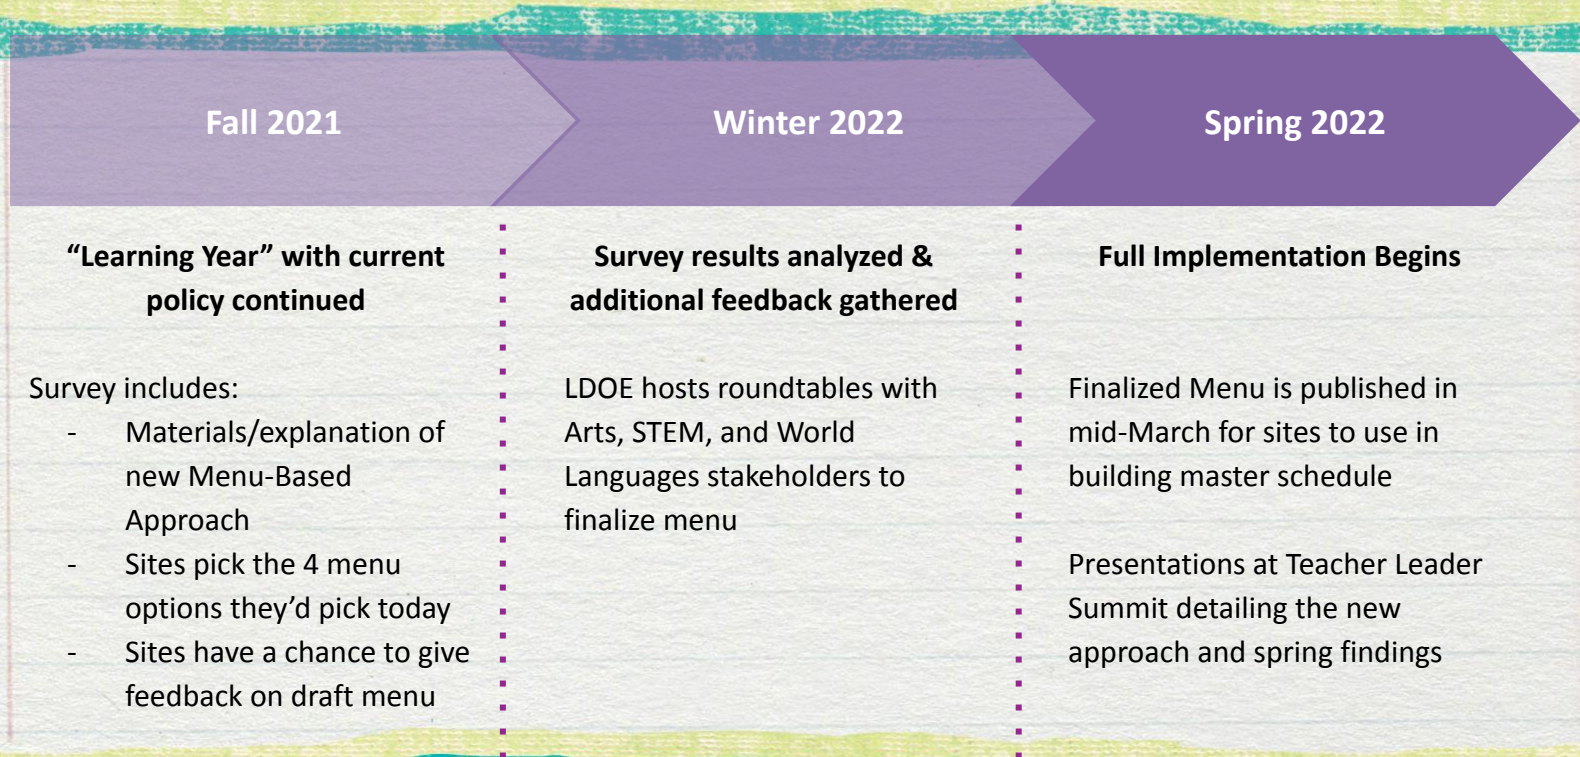 Fall 2021
Winter 2022
Spring 2022
“Learning Year” with current
policy continued
Survey includes:
- Materials/explanation of
new Menu-Based
Approach
- Sites pick the 4 menu
options they’d pick today
- Sites have a chance to give
feedback on draft menu
Survey results analyzed &
additional feedback gathered
LDOE hosts roundtables with
Arts, STEM, and World
Languages stakeholders to
finalize menu
Full Implementation Begins
Finalized Menu is published in
mid-March for sites to use in
building master schedule
Presentations at Teacher Leader
Summit detailing the new
approach and spring findings